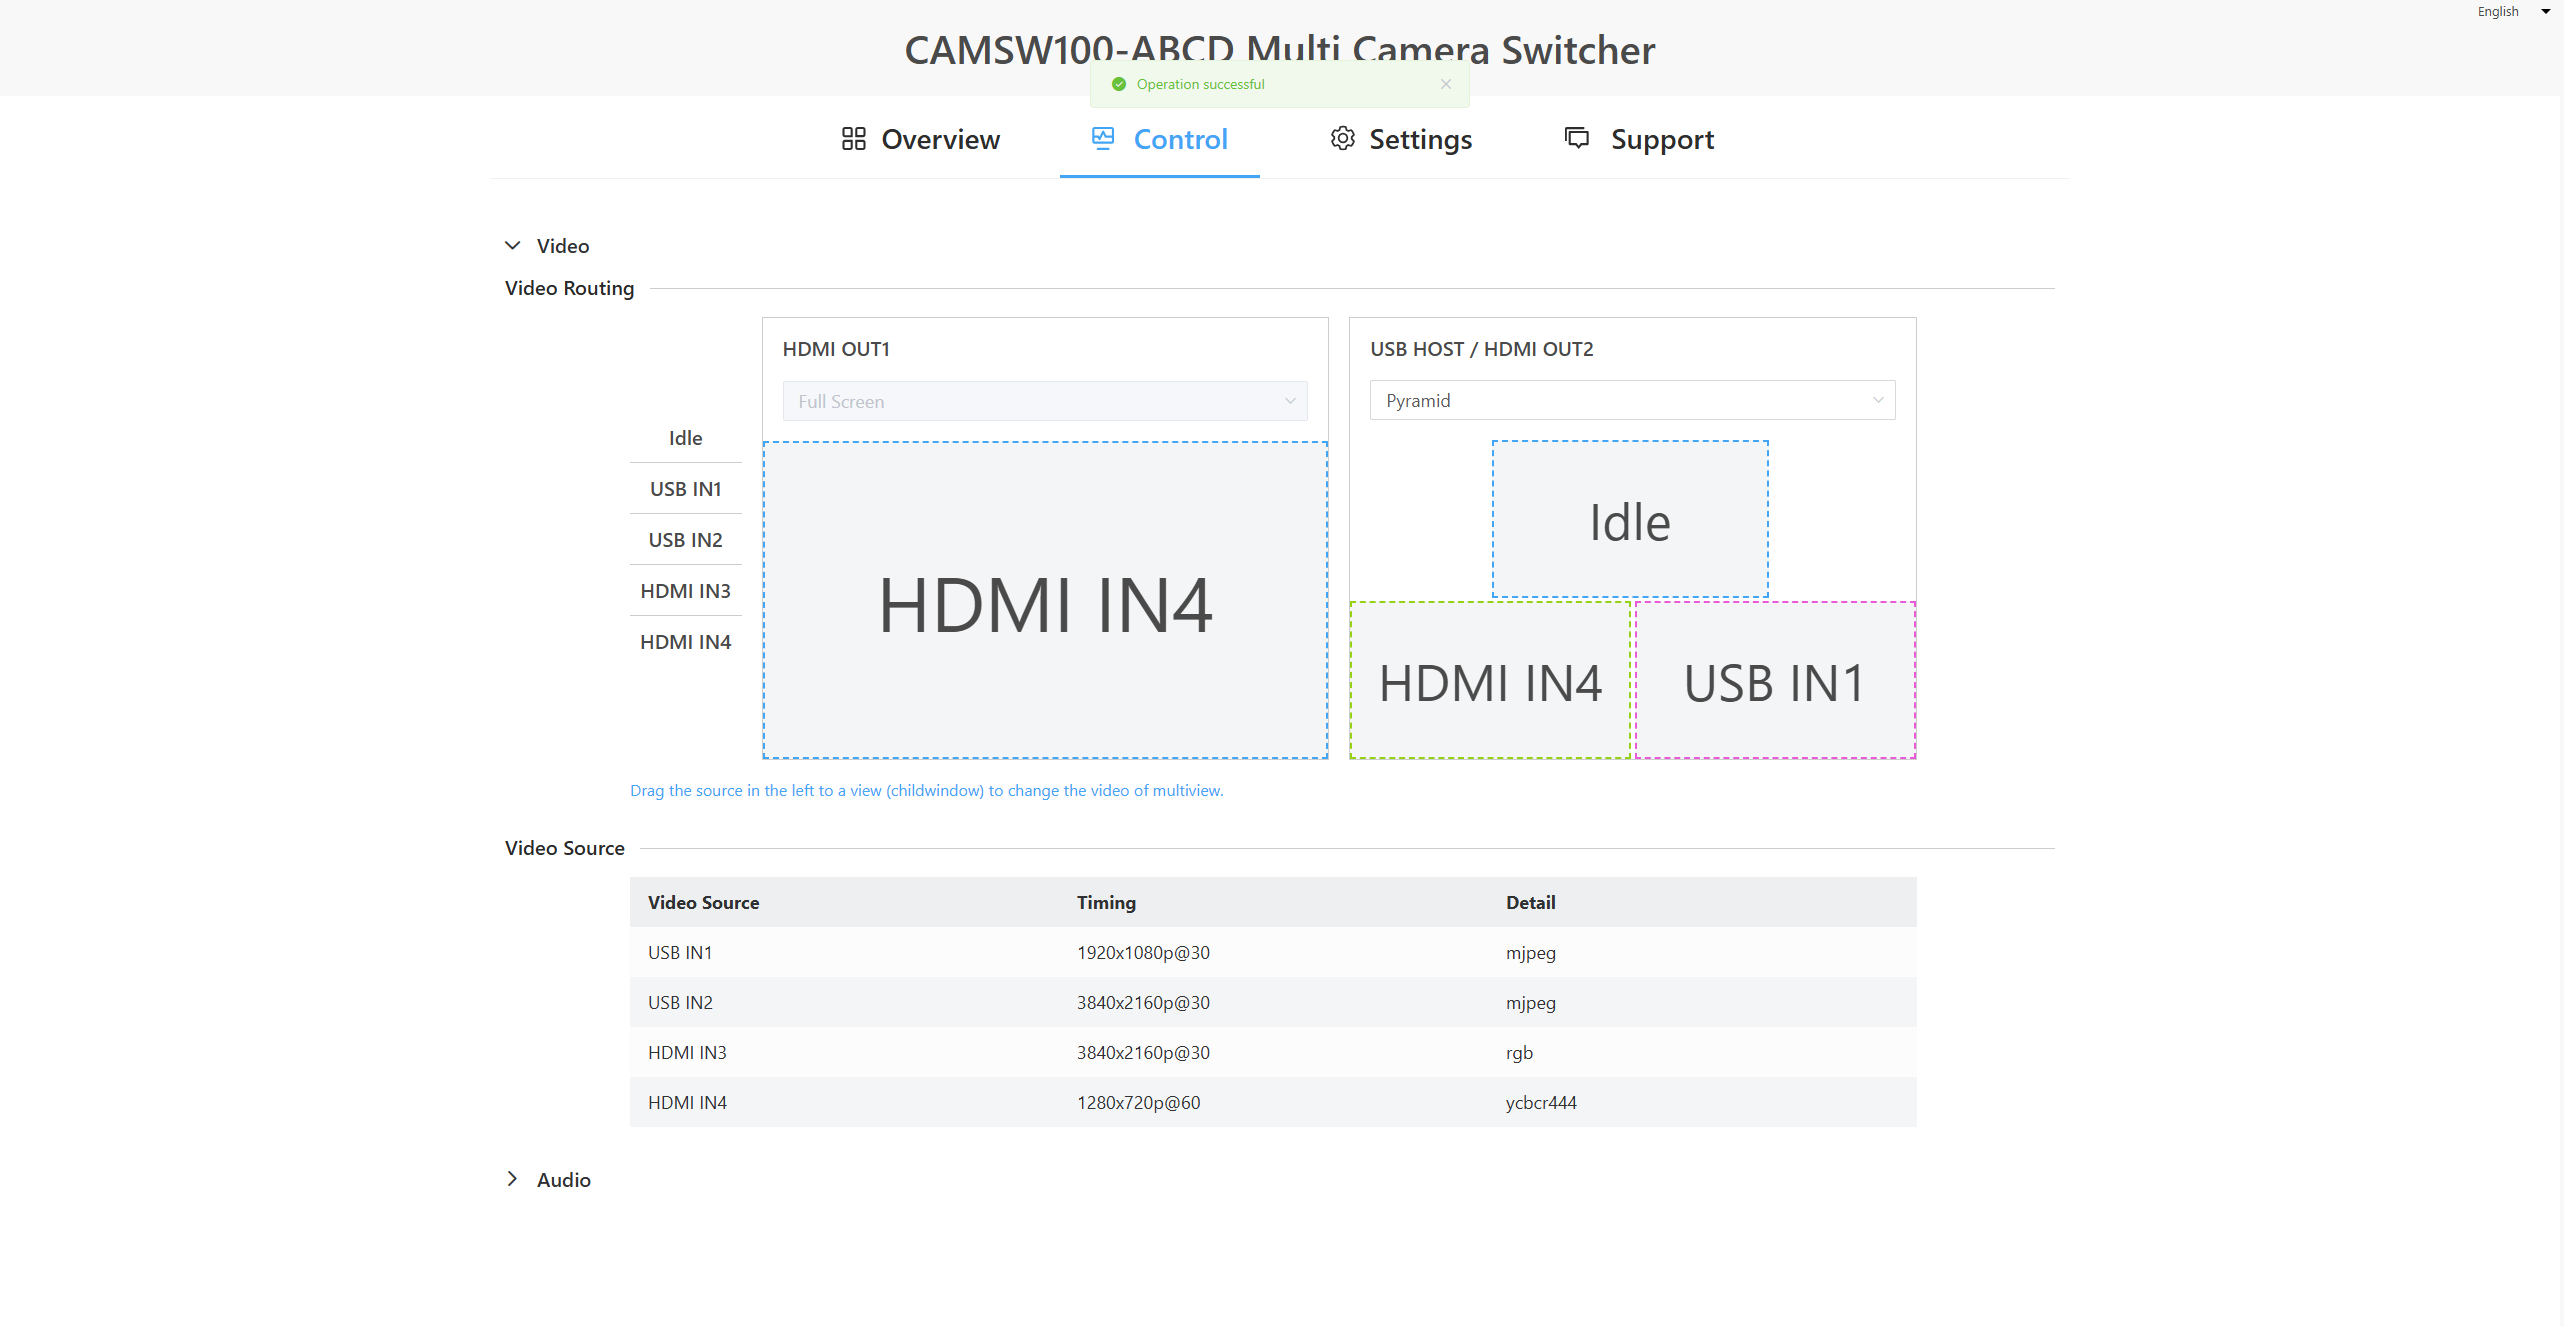 English
CAMSW100-ABCD Multi Camera Switcher
Operation successful
Overview Control Settings Support
Video
Video Routing
HDMI OUT1
Full Screen
USB HOST / HDMI OUT2
Pyramid
Idle
USB IN1
USB IN2
HDMI IN3
HDMI IN4
HDMI IN4
Idle
HDMI IN4 USB IN1
Drag the source in the left to a view (childwindow) to change the video of multiview.
Video Source
Video Source Timing Detail
USB IN1 1920x1080p@30 mjpeg
USB IN2 3840x2160p@30 mjpeg
HDMI IN3 3840x2160p@30 rgb
HDMI IN4 1280x720p@60 ycbcr444
Audio